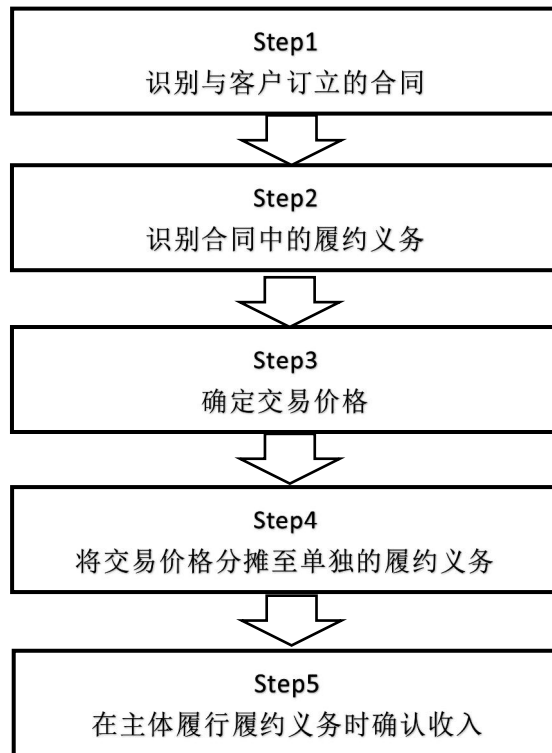 Step1
识别与客户订立的合同
Step2
识别合同中的履约义务
Step3
确定交易价格
Step4
将交易价格分摊至单独的履约义务
Step5
在主体履行履约义务时确认收入